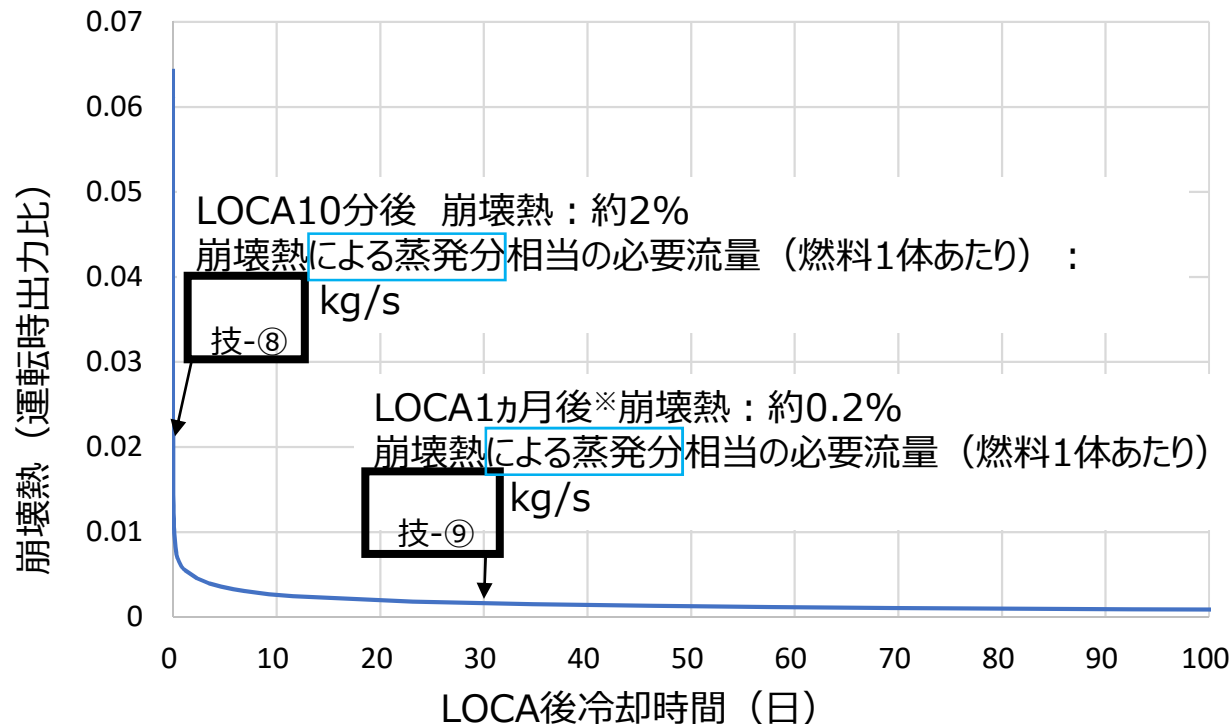 0.07
0.06
0.05
0.04
0.03
0.02
0.01
0
崩壊熱（運転時出力比）
LOCA10分後 崩壊熱：約2%
崩壊熱による蒸発分相当の必要流量（燃料1体あたり）：
kg/s
技-⑧
LOCA1ヵ月後※崩壊熱：約0.2%
崩壊熱による蒸発分相当の必要流量（燃料1体あたり）
kg/s
技-⑨
0 10 20 30 40 50 60 70 80 90 100
LOCA後冷却時間（日）